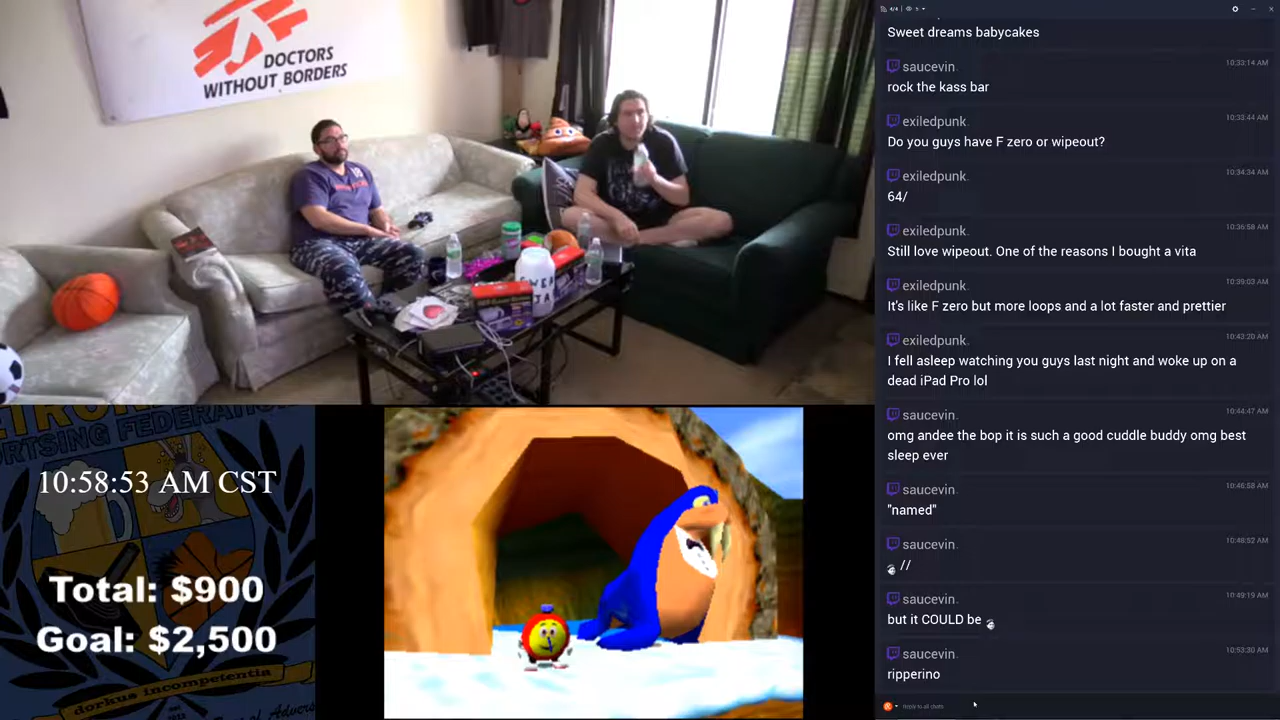 DOCTORS
WITHOUT BORDERS
10:58:53 AM CST
Total: $900
Goal: $2,500
dorkus incompetentia
Sweet dreams babycakes
saucevin. 10:33:14 AM
rock the kass bar
exiledpunk. 10:33:44 AM
Do you guys have F zero or wipeout?
exiledpunk. 10:34:34 AM
64/
exiledpunk. 10:36:58 AM
Still love wipeout. One of the reasons I bought a vita
exiledpunk. 10:39:03 AM
It's like F zero but more loops and a lot faster and prettier
exiledpunk. 10:43:20 AM
I fell asleep watching you guys last night and woke up on a
dead iPad Pro lol
saucevin. 10:44:47 AM
omg andee the bop it is such a good cuddle buddy omg best
sleep ever
saucevin. 10:46:58 AM
"named"
saucevin. 10:48:52 AM
//
saucevin. 10:49:19 AM
but it COULD be
saucevin. 10:53:30 AM
ripperino
Reply to all chats